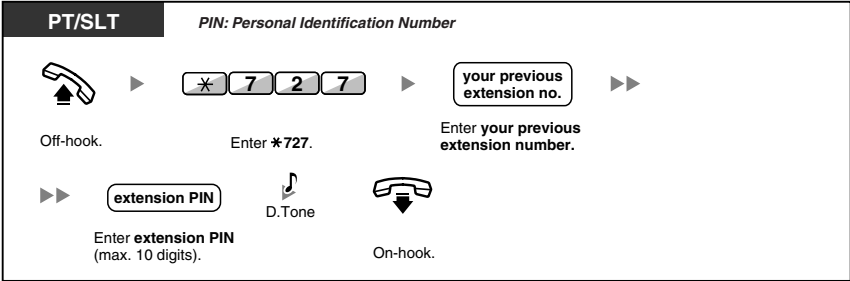 PT/SLT
PIN: Personal Identification Number
✳ 7 2 7
your previous
extension no.
Off-hook.
Enter ✳727.
Enter your previous
extension number.
extension PIN
D.Tone
Enter extension PIN
(max. 10 digits).
On-hook.